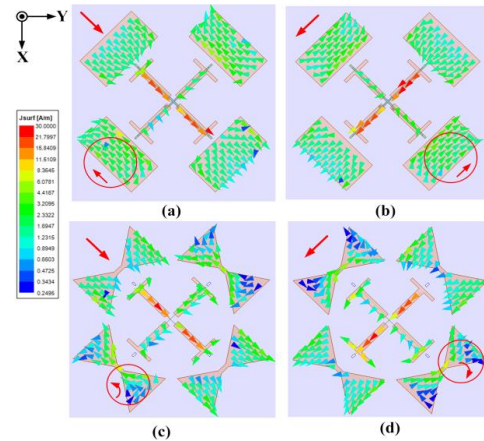 Y
X
Jsurf [A/m]
30.0000
21.7997
15.8409
11.5109
8.3645
6.0781
4.4167
3.2095
2.3322
1.6947
1.2315
0.8949
0.6503
0.4725
0.3434
0.2495
(a)
(b)
(c)
(d)